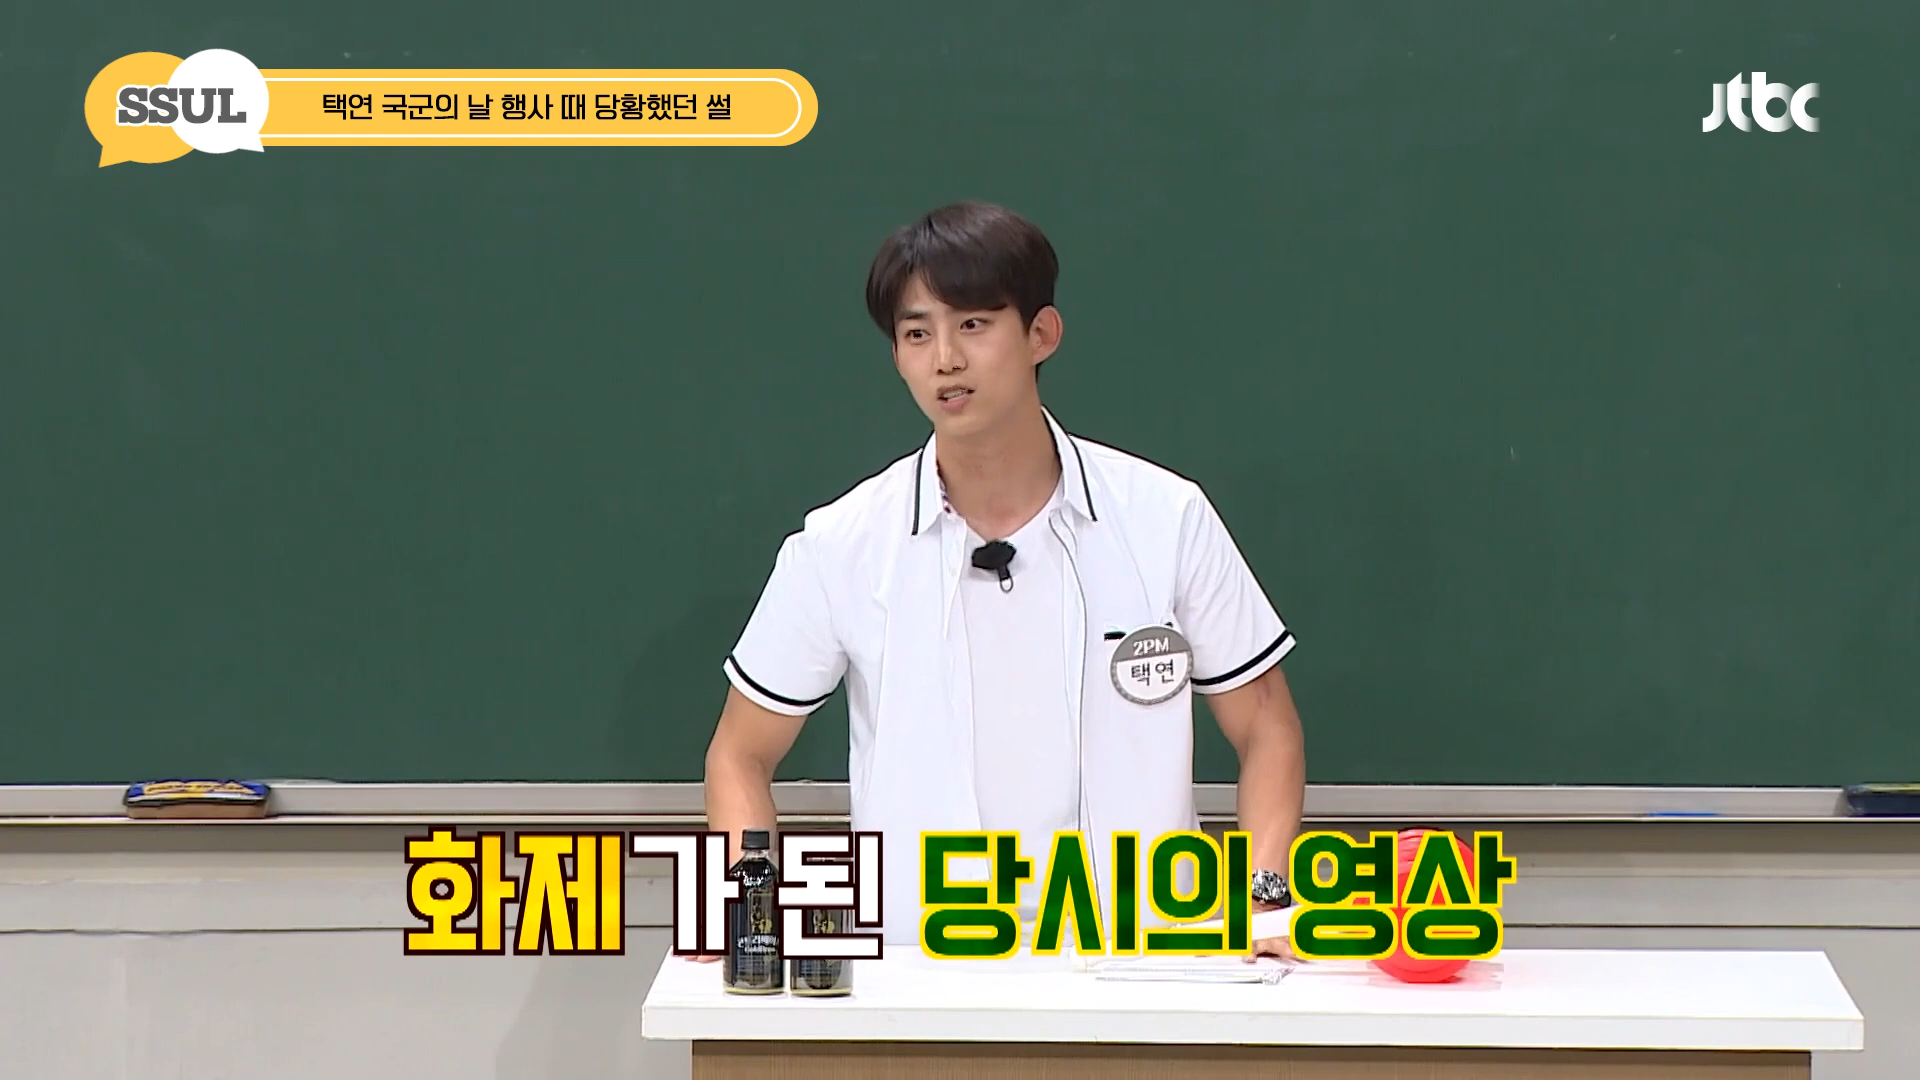 SSUL
택연 국군의 날 행사 때 당황했던 썰
jtbc
2PM
택연
화제가 된 당시의 영상